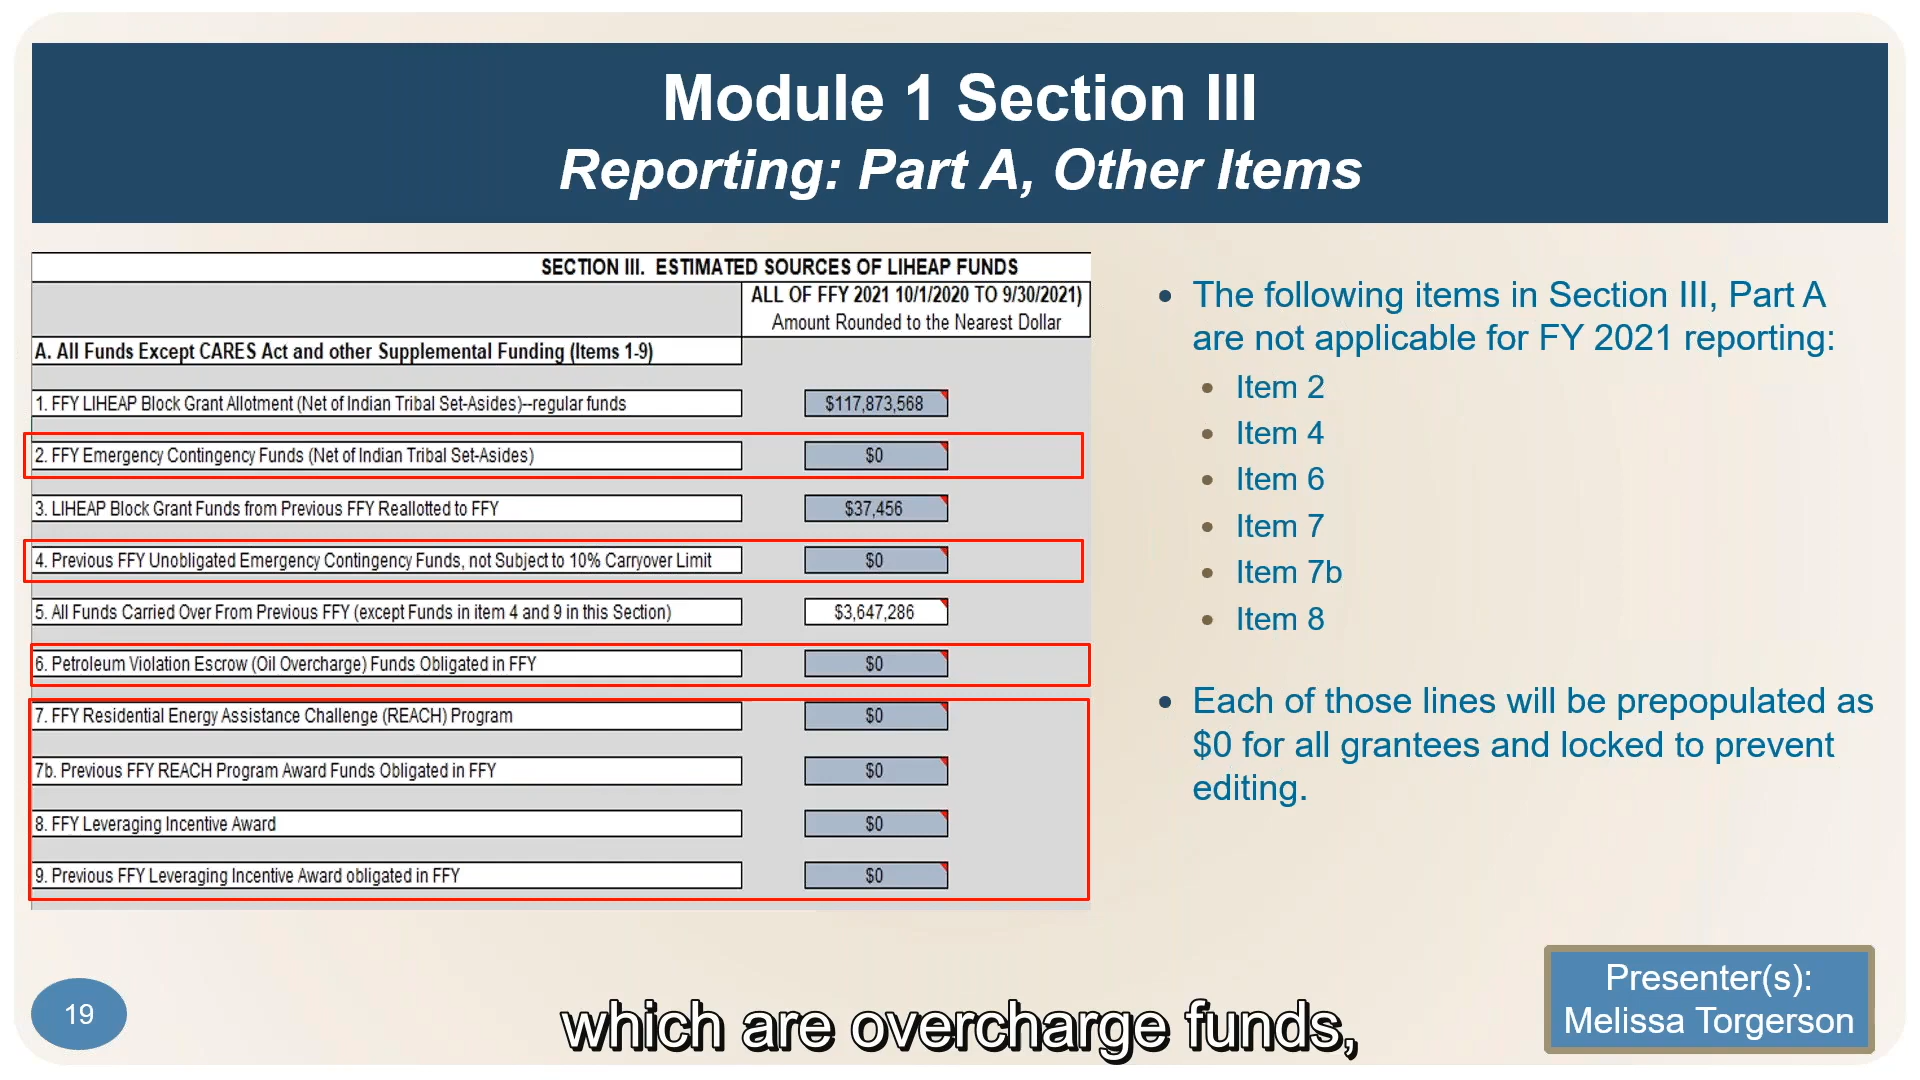 Module 1 Section III
Reporting: Part A, Other Items
SECTION III. ESTIMATED SOURCES OF LIHEAP FUNDS
ALL OF FFY 2021 10/1/2020 TO 9/30/2021)
Amount Rounded to the Nearest Dollar
A. All Funds Except CARES Act and other Supplemental Funding (Items 1-9)
1. FFY LIHEAP Block Grant Allotment (Net of Indian Tribal Set-Asides)--regular funds $117,873,568
2. FFY Emergency Contingency Funds (Net of Indian Tribal Set-Asides) $0
3. LIHEAP Block Grant Funds from Previous FFY Reallotted to FFY $37,456
4. Previous FFY Unobligated Emergency Contingency Funds, not Subject to 10% Carryover Limit $0
5. All Funds Carried Over From Previous FFY (except Funds in item 4 and 9 in this Section) $3,647,286
6. Petroleum Violation Escrow (Oil Overcharge) Funds Obligated in FFY $0
7. FFY Residential Energy Assistance Challenge (REACH) Program $0
7b. Previous FFY REACH Program Award Funds Obligated in FFY $0
8. FFY Leveraging Incentive Award $0
9. Previous FFY Leveraging Incentive Award obligated in FFY $0
• The following items in Section III, Part A
are not applicable for FY 2021 reporting:
• Item 2
• Item 4
• Item 6
• Item 7
• Item 7b
• Item 8
• Each of those lines will be prepopulated as
$0 for all grantees and locked to prevent
editing.
19
which are overcharge funds,
Presenter(s):
Melissa Torgerson